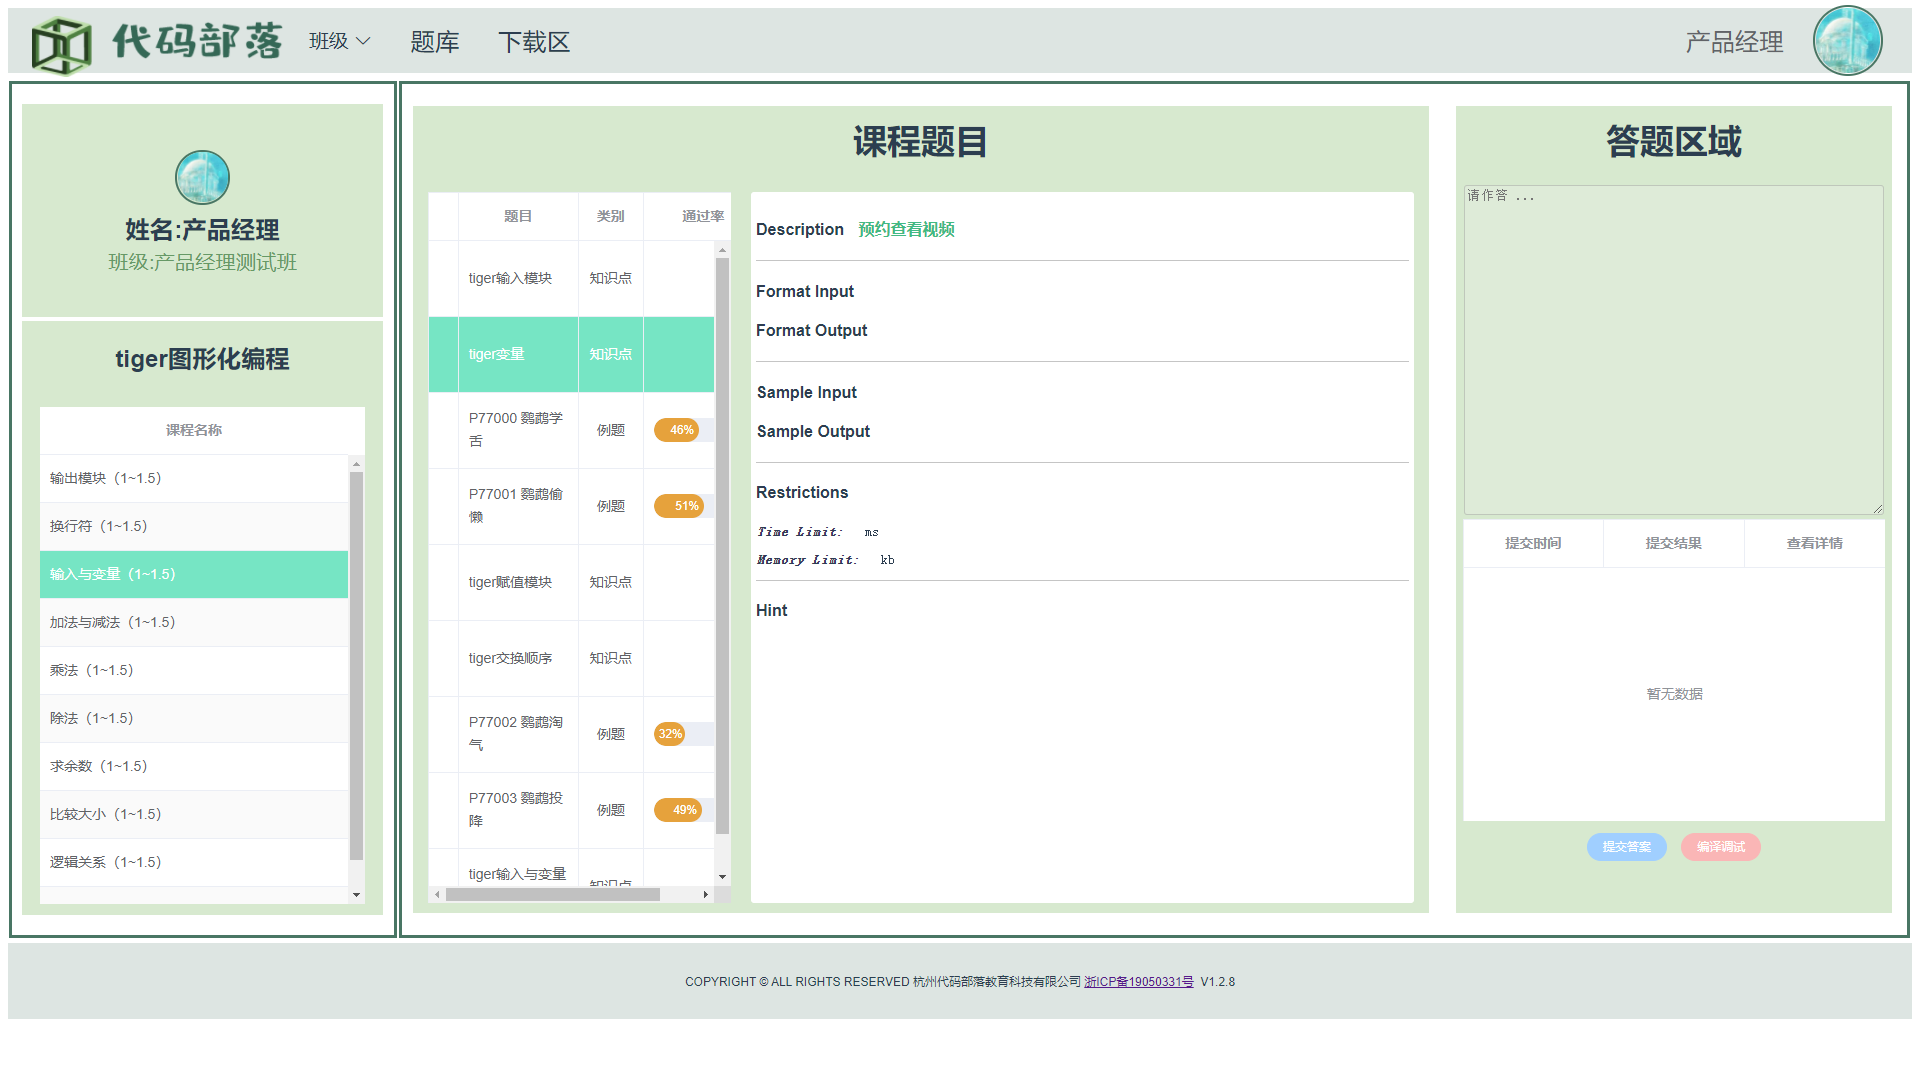 代码部落
班级
题库
下载区
产品经理
姓名:产品经理
班级:产品经理测试班
tiger图形化编程
课程名称
输出模块（1~1.5）
换行符（1~1.5）
输入与变量（1~1.5）
加法与减法（1~1.5）
乘法（1~1.5）
除法（1~1.5）
求余数（1~1.5）
比较大小（1~1.5）
逻辑关系（1~1.5）
课程题目
题目 类别 通过率
tiger输入模块 知识点
tiger变量 知识点
P77000 鹦鹉学
舌 例题 46%
P77001 鹦鹉偷
懒 例题 51%
tiger赋值模块 知识点
tiger交换顺序 知识点
P77002 鹦鹉淘
气 例题 32%
P77003 鹦鹉投
降 例题 49%
tiger输入与变量
知识点
Description 预约查看视频
Format Input
Format Output
Sample Input
Sample Output
Restrictions
Time Limit: ms
Memory Limit: kb
Hint
答题区域
请作答 ...
提交时间 提交结果 查看详情
暂无数据
提交答案 编译调试
COPYRIGHT © ALL RIGHTS RESERVED 杭州代码部落教育科技有限公司 浙ICP备19050331号 V1.2.8